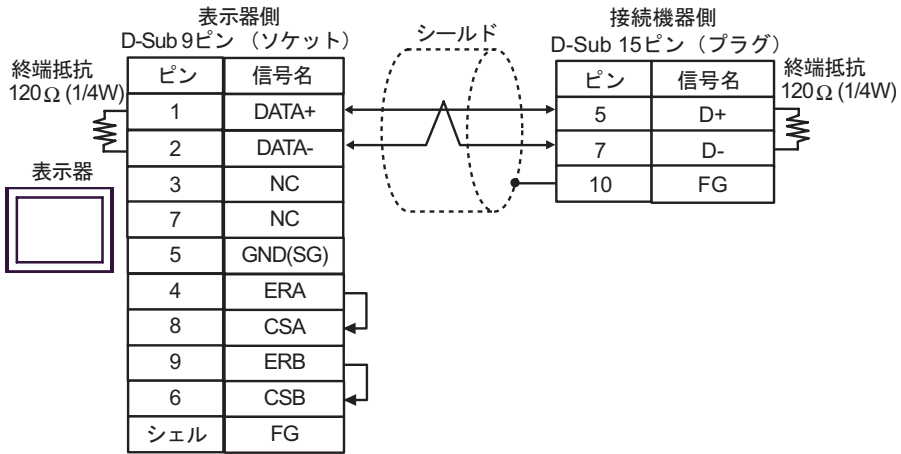 表示器側
D-Sub 9ピン （ソケット）
シールド
接続機器側
D-Sub 15ピン（プラグ）
終端抵抗
120Ω (1/4W)
ピン 信号名
1 DATA+
2 DATA-
3 NC
7 NC
5 GND(SG)
4 ERA
8 CSA
9 ERB
6 CSB
シェル FG
表示器
ピン 信号名
5 D+
7 D-
10 FG
終端抵抗
120Ω (1/4W)